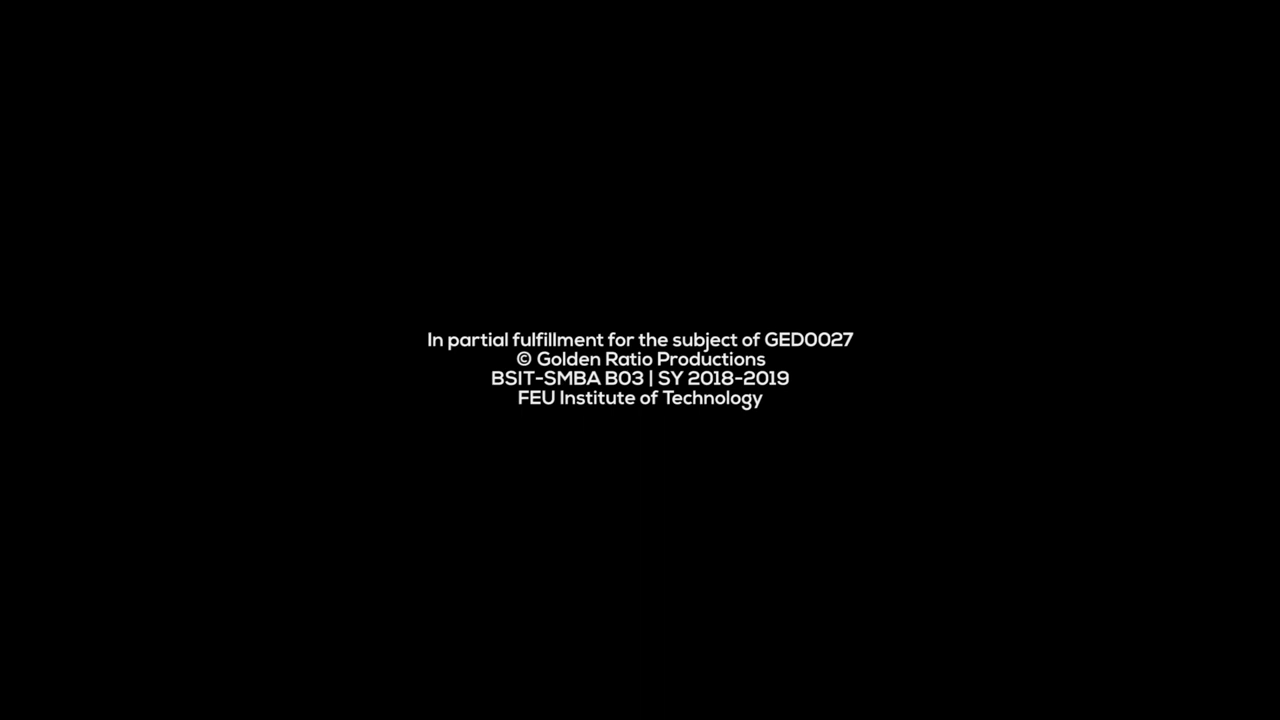 In partial fulfillment for the subject of GED0027
© Golden Ratio Productions
BSIT-SMBA B03 | SY 2018-2019
FEU Institute of Technology